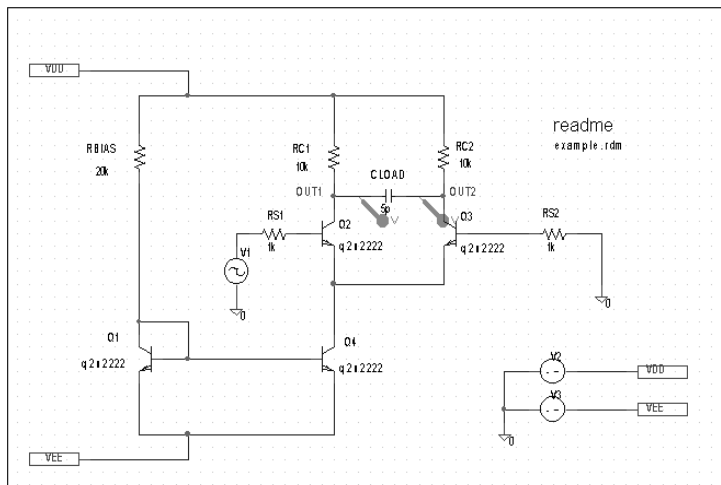 VDD
RBIAS
20k
RC1
10k
RC2
10k
readme
example.rdm
CLOAD
5p
OUT1
OUT2
V
V
RS1
1k
Q2
q2n2222
Q3
q2n2222
RS2
1k
V1
0
0
Q1
q2n2222
Q4
q2n2222
V2
VDD
V3
VEE
0
VEE